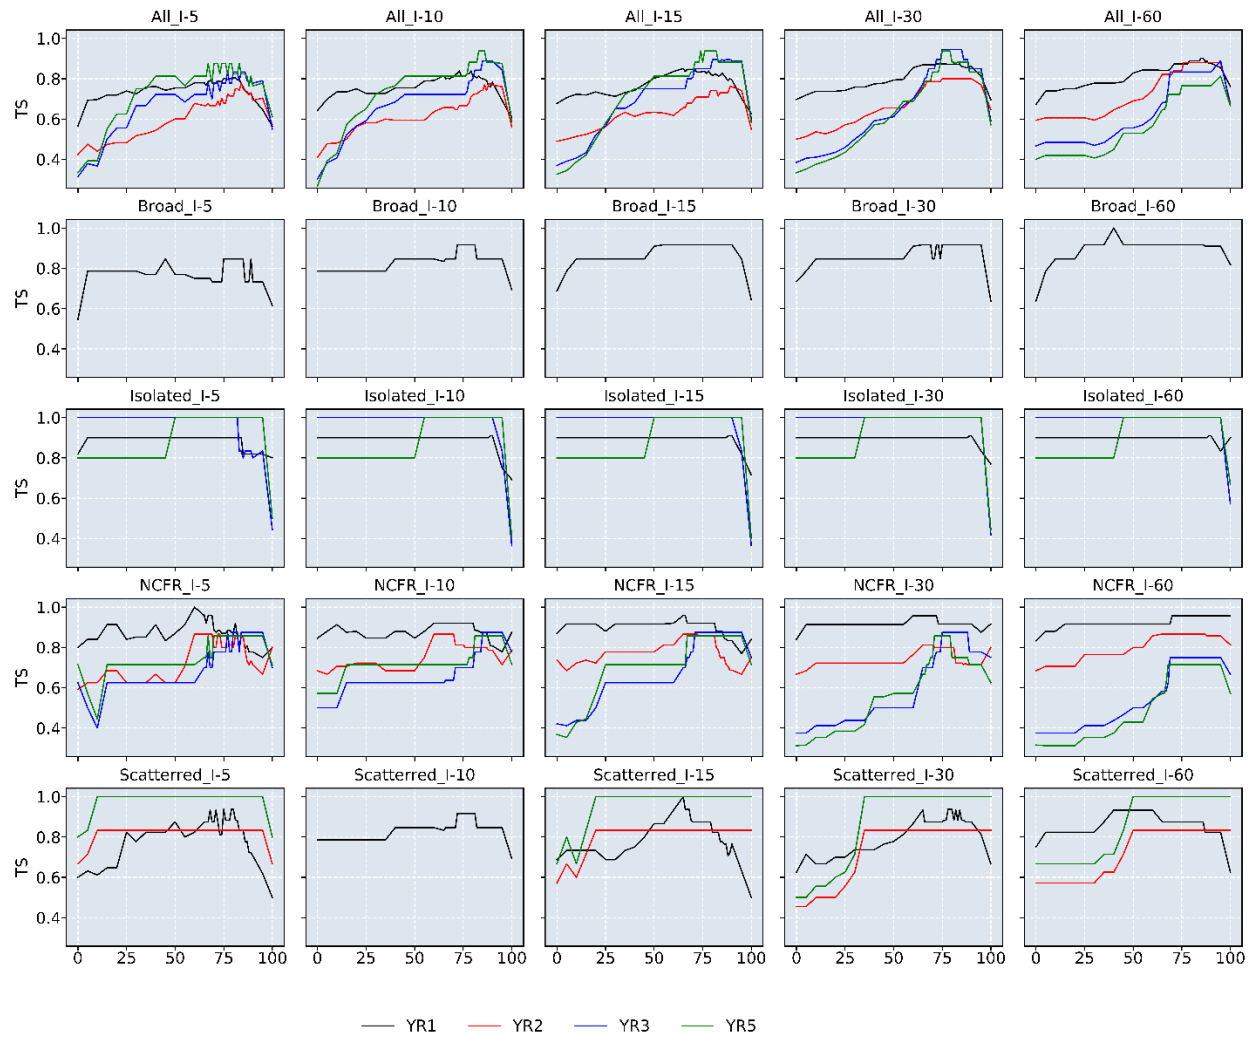 All_I-5 All_I-10 All_I-15 All_I-30 All_I-60
1.0
0.8
TS
0.6
0.4
Broad_I-5 Broad_I-10 Broad_I-15 Broad_I-30 Broad_I-60
1.0
0.8
TS
0.6
0.4
Isolated_I-5 Isolated_I-10 Isolated_I-15 Isolated_I-30 Isolated_I-60
1.0
0.8
TS
0.6
0.4
NCFR_I-5 NCFR_I-10 NCFR_I-15 NCFR_I-30 NCFR_I-60
1.0
0.8
TS
0.6
0.4
Scatterred_I-5 Scatterred_I-10 Scatterred_I-15 Scatterred_I-30 Scatterred_I-60
1.0
0.8
TS
0.6
0.4
0 25 50 75 100 0 25 50 75 100 0 25 50 75 100 0 25 50 75 100 0 25 50 75 100
YR1 YR2 YR3 YR5